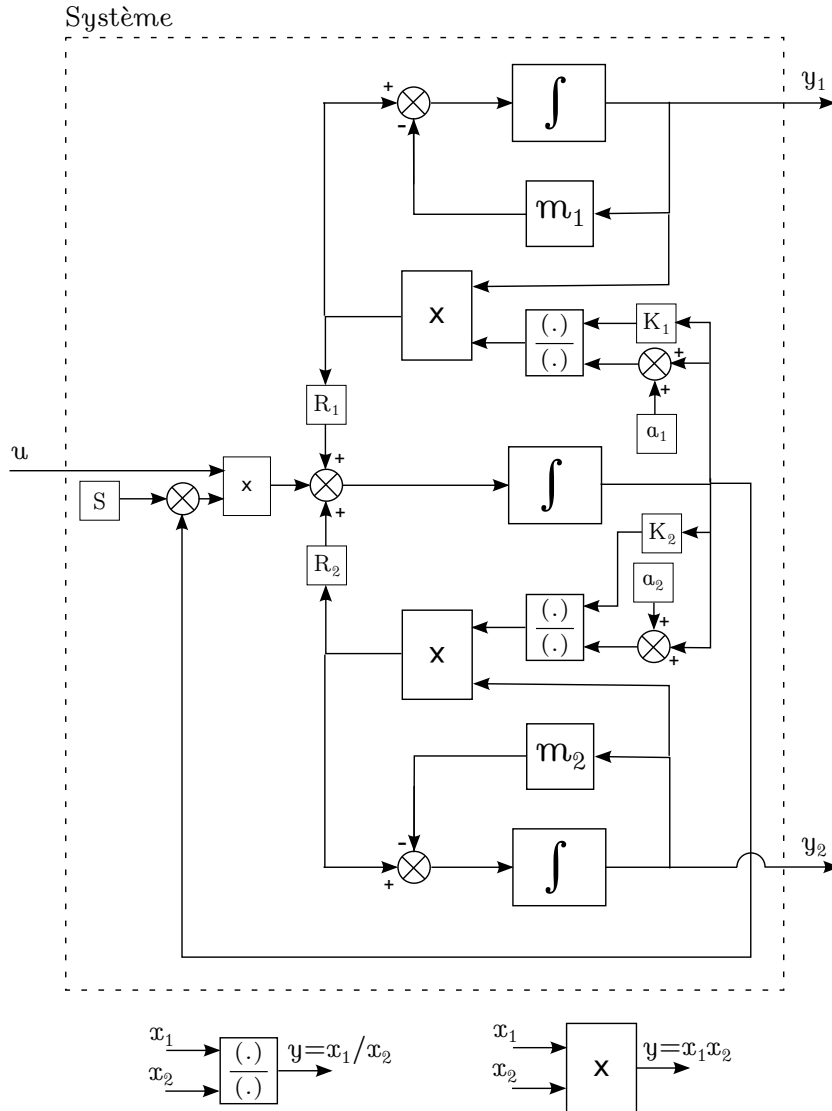 Système
+
∫
y₁
-
m₁
x
(.)
(.)
K₁
+
+
a₁
R₁
u
+
S
x
∫
+
K₂
R₂
a₂
(.)
(.)
+
x
+
m₂
-
∫
y₂
+
x₁
x₂
(.)
(.)
y=x₁/x₂
x₁
x₂
x
y=x₁x₂